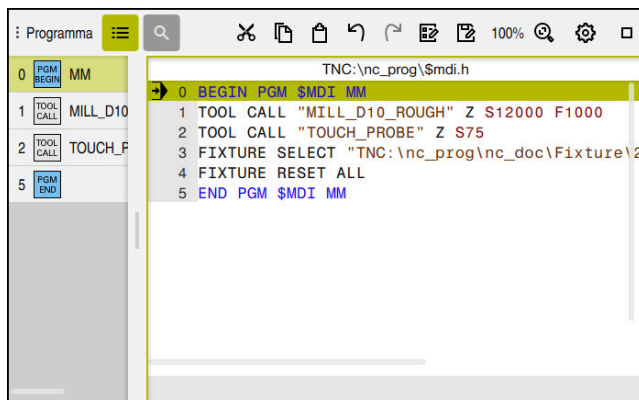 Programma
100%
0 PGM BEGIN MM
1 TOOL CALL MILL_D10
2 TOOL CALL TOUCH_P
5 PGM END
TNC:\nc_prog\$mdi.h
0 BEGIN PGM $MDI MM
1 TOOL CALL "MILL_D10_ROUGH" Z S12000 F1000
2 TOOL CALL "TOUCH_PROBE" Z S75
3 FIXTURE SELECT "TNC:\nc_prog\nc_doc\Fixture\2
4 FIXTURE RESET ALL
5 END PGM $MDI MM